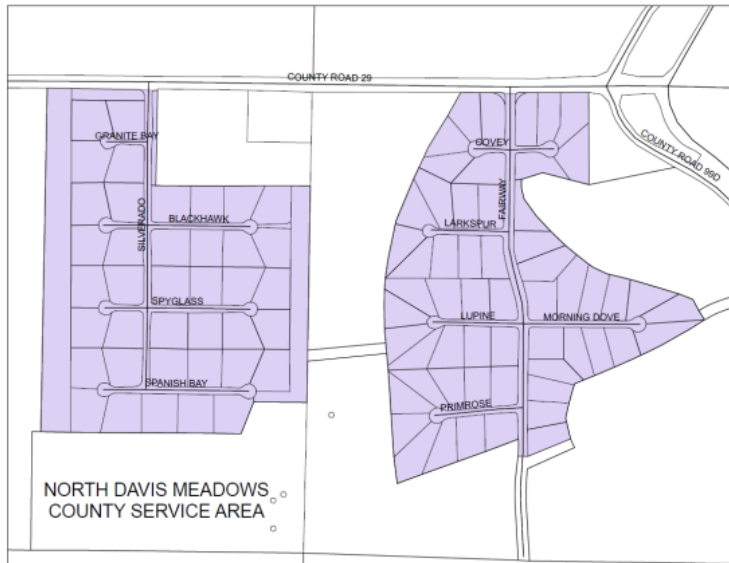 COUNTY ROAD 29
GRANITE BAY
COVEY
COUNTY ROAD 99D
SILVERADO
BLACKHAWK
FAIRWAY
LARKSPUR
SPYGLASS
LUPINE
MORNING DOVE
SPANISH BAY
PRIMROSE
NORTH DAVIS MEADOWS
COUNTY SERVICE AREA